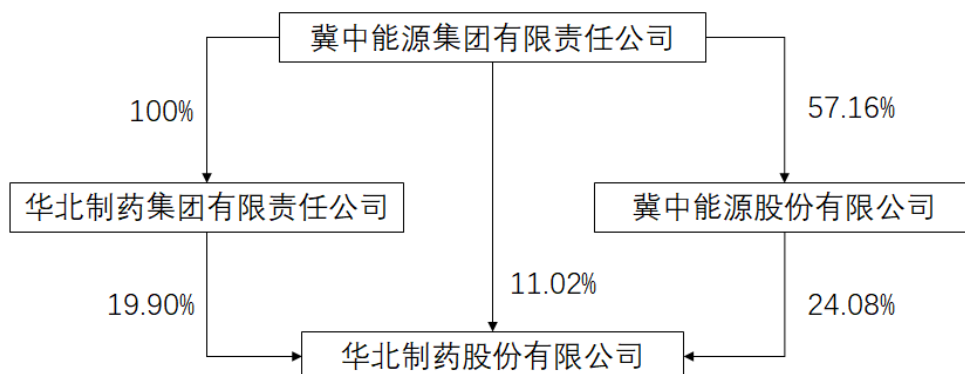 冀中能源集团有限责任公司
100%
57.16%
华北制药集团有限责任公司
冀中能源股份有限公司
19.90%
11.02%
24.08%
华北制药股份有限公司